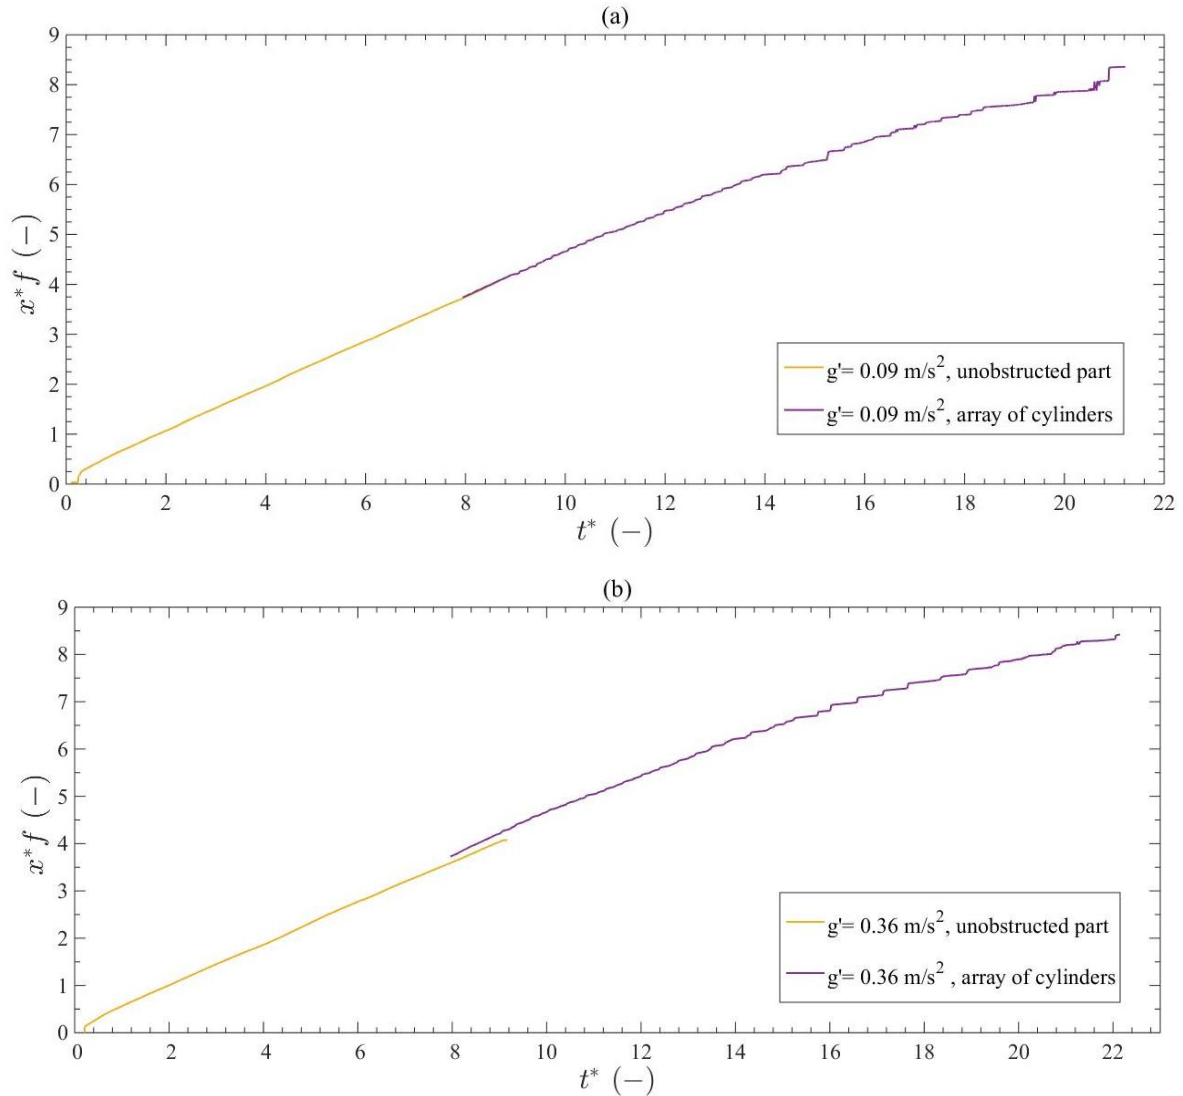 (a)
9
8
7
6
5
4
3
2
1
0
x*f (−)
g'= 0.09 m/s², unobstructed part
g'= 0.09 m/s², array of cylinders
0 2 4 6 8 10 12 14 16 18 20 22
t* (−)
(b)
9
8
7
6
5
4
3
2
1
0
x*f (−)
g'= 0.36 m/s², unobstructed part
g'= 0.36 m/s² , array of cylinders
0 2 4 6 8 10 12 14 16 18 20 22
t* (−)